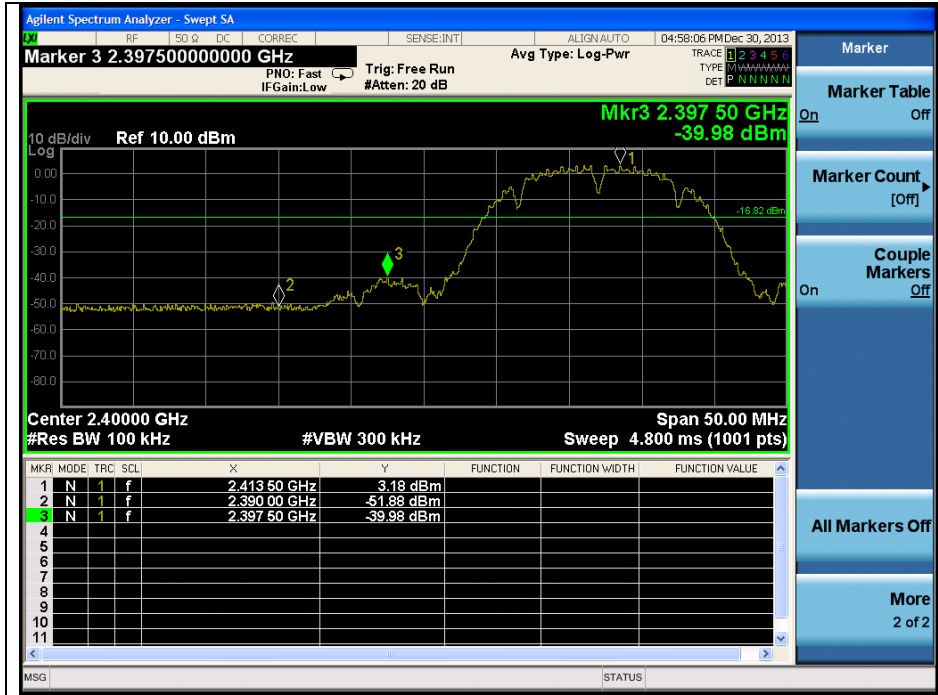 Agilent Spectrum Analyzer - Swept SA
LXI RF 50 Ω DC CORREC SENSE:INT ALIGN AUTO 04:58:06 PM Dec 30, 2013
Marker 3 2.397500000000 GHz
PNO: Fast
IFGain:Low
Trig: Free Run
#Atten: 20 dB
Avg Type: Log-Pwr
TRACE 1 2 3 4 5 6
TYPE M WWWWW
DET P N N N N N
Mkr3 2.397 50 GHz
-39.98 dBm
10 dB/div Ref 10.00 dBm
Log
0.00
-10.0
-20.0
-30.0
-40.0
-50.0
-60.0
-70.0
-80.0
1
2
3
-16.82 dBm
Center 2.40000 GHz Span 50.00 MHz
#Res BW 100 kHz #VBW 300 kHz Sweep 4.800 ms (1001 pts)
MKR MODE TRC SCL X Y FUNCTION FUNCTION WIDTH FUNCTION VALUE
1 N 1 f 2.413 50 GHz 3.18 dBm
2 N 1 f 2.390 00 GHz -51.88 dBm
3 N 1 f 2.397 50 GHz -39.98 dBm
4
5
6
7
8
9
10
11
MSG STATUS
Marker
Marker Table
On Off
Marker Count
[Off]
Couple
Markers
On Off
All Markers Off
More
2 of 2